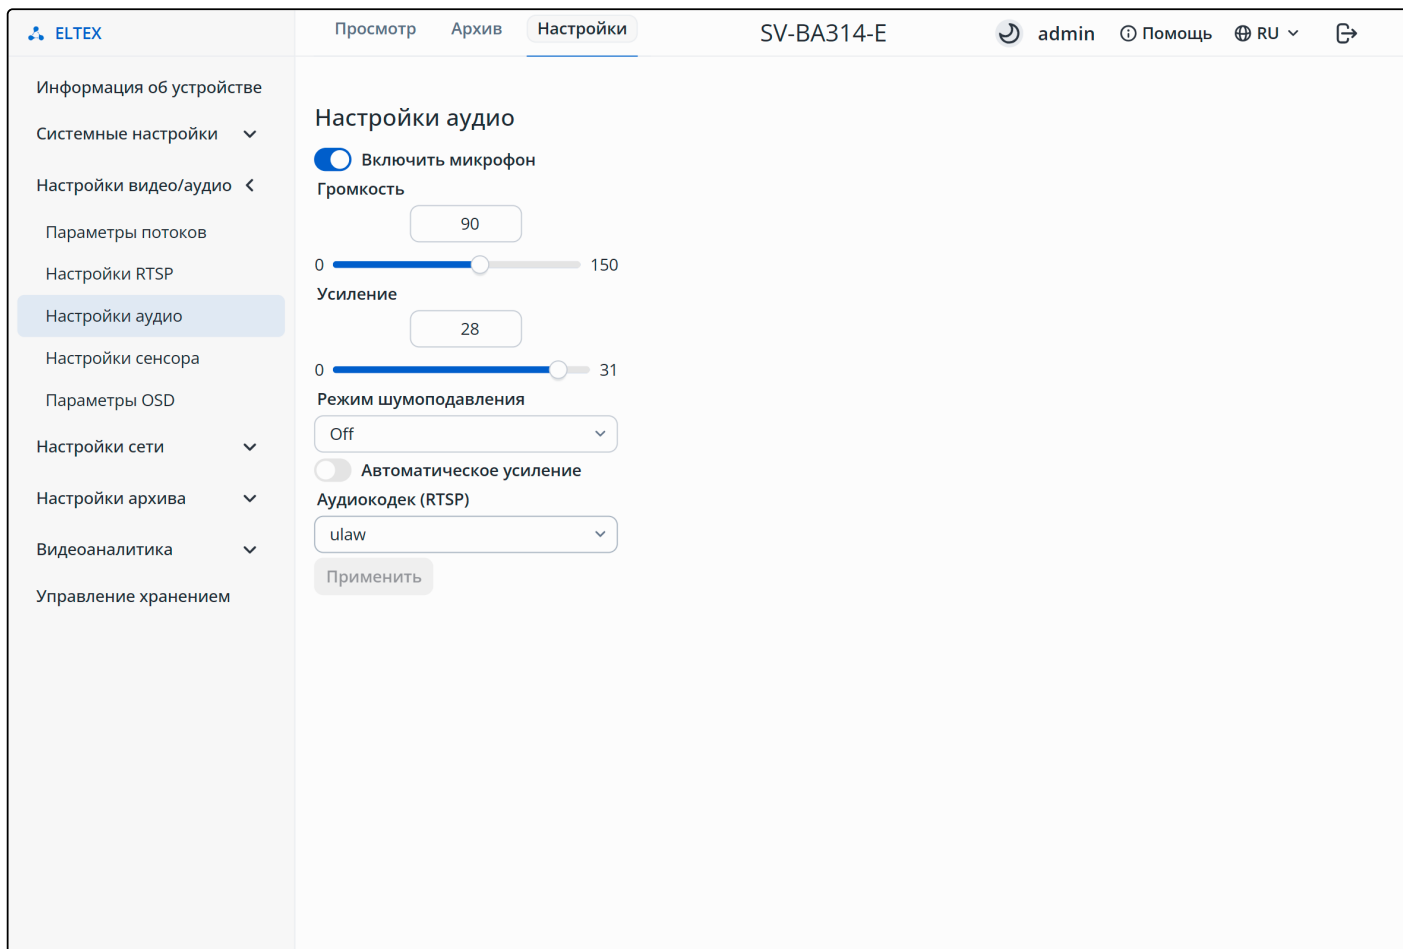 ELTEX
Просмотр
Архив
Настройки
SV-BA314-E
admin
Помощь
RU
Информация об устройстве
Системные настройки
Настройки видео/аудио
Параметры потоков
Настройки RTSP
Настройки аудио
Настройки сенсора
Параметры OSD
Настройки сети
Настройки архива
Видеоаналитика
Управление хранением
Настройки аудио
Включить микрофон
Громкость
90
0
150
Усиление
28
0
31
Режим шумоподавления
Off
Автоматическое усиление
Аудиокодек (RTSP)
ulaw
Применить